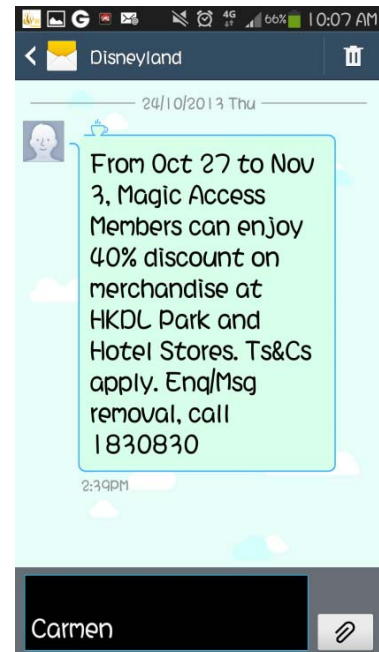 4G 66% 10:07 AM
Disneyland
24/10/2013 Thu
From Oct 27 to Nov
3, Magic Access
Members can enjoy
40% discount on
merchandise at
HKDL Park and
Hotel Stores. Ts&Cs
apply. Enq/Msg
removal, call
1830830
2:39PM
Carmen